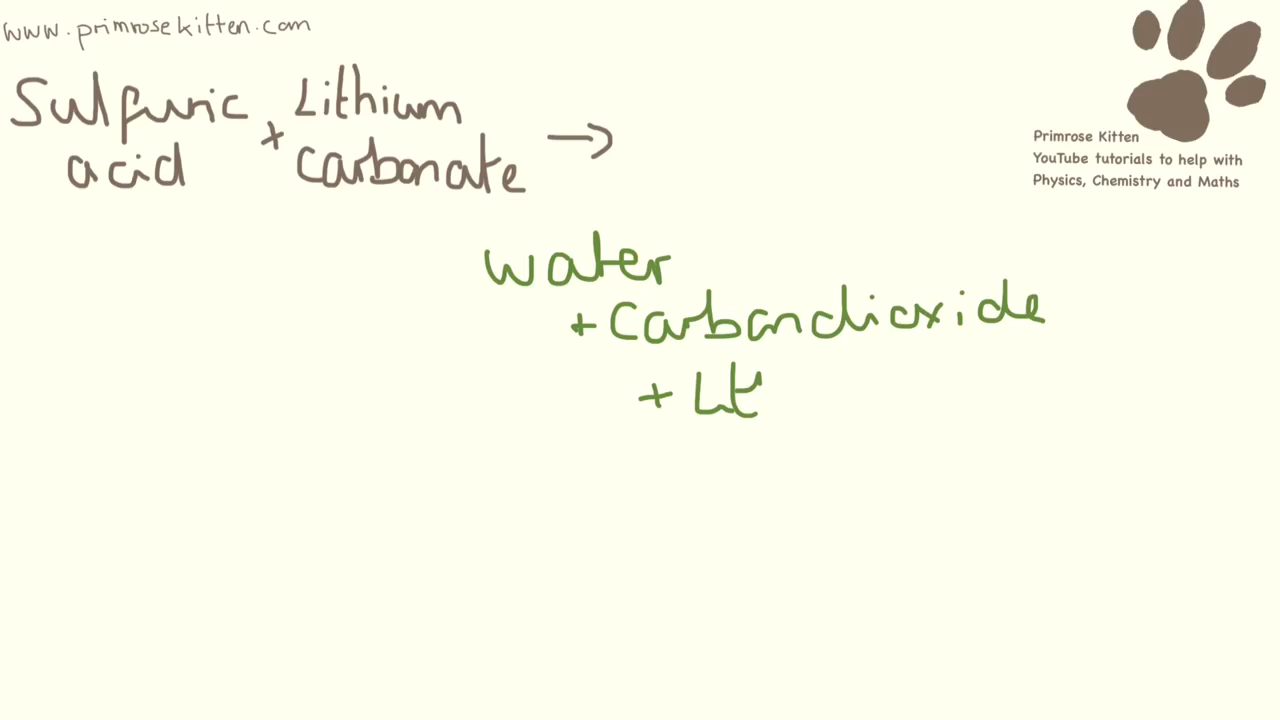 www.primrosekitten.com
Sulfuric + Lithium
acid carbonate →
Primrose Kitten
YouTube tutorials to help with
Physics, Chemistry and Maths
water
+ Carbondioxide
+ Lit